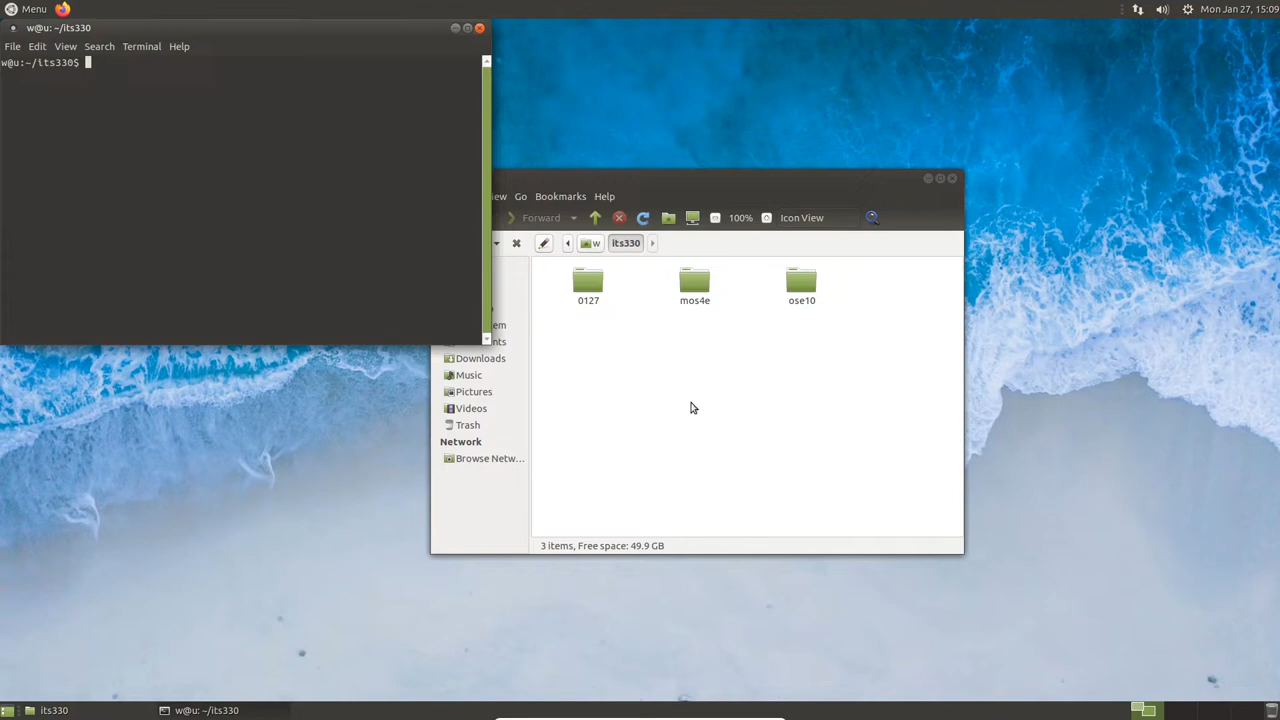 Menu
Mon Jan 27, 15:09
w@u: ~/its330
File Edit View Search Terminal Help
w@u:~/its330$
Go Bookmarks Help
Forward 100% Icon View
w its330
0127 mos4e ose10
Downloads
Music
Pictures
Videos
Trash
Network
Browse Netw...
3 items, Free space: 49.9 GB
its330 w@u: ~/its330